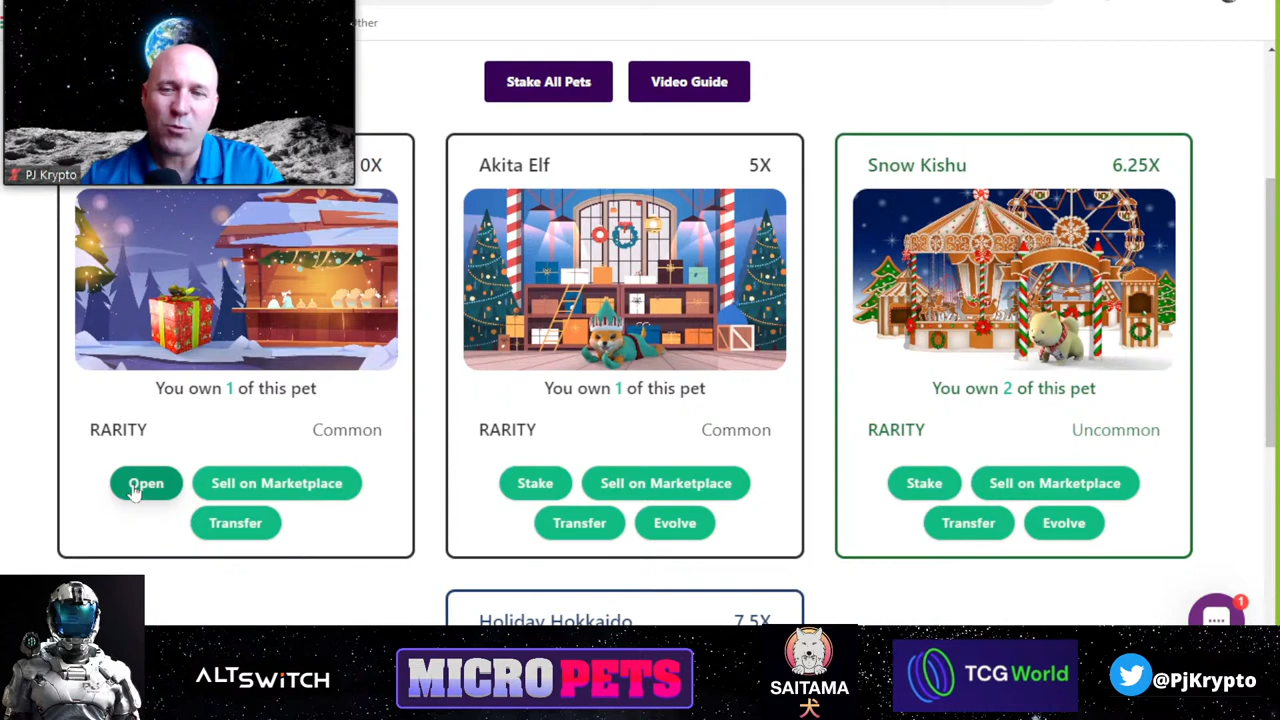 ther
Stake All Pets
Video Guide
PJ Krypto
0X
Akita Elf
5X
Snow Kishu
6.25X
You own 1 of this pet
You own 1 of this pet
You own 2 of this pet
RARITY
Common
RARITY
Common
RARITY
Uncommon
Open
Sell on Marketplace
Stake
Sell on Marketplace
Stake
Sell on Marketplace
Transfer
Transfer
Evolve
Transfer
Evolve
Holiday Hokkaido
7.5X
1
ALTSWITCH
MICRO PETS
SAITAMA
犬
TCG World
@PjKrypto